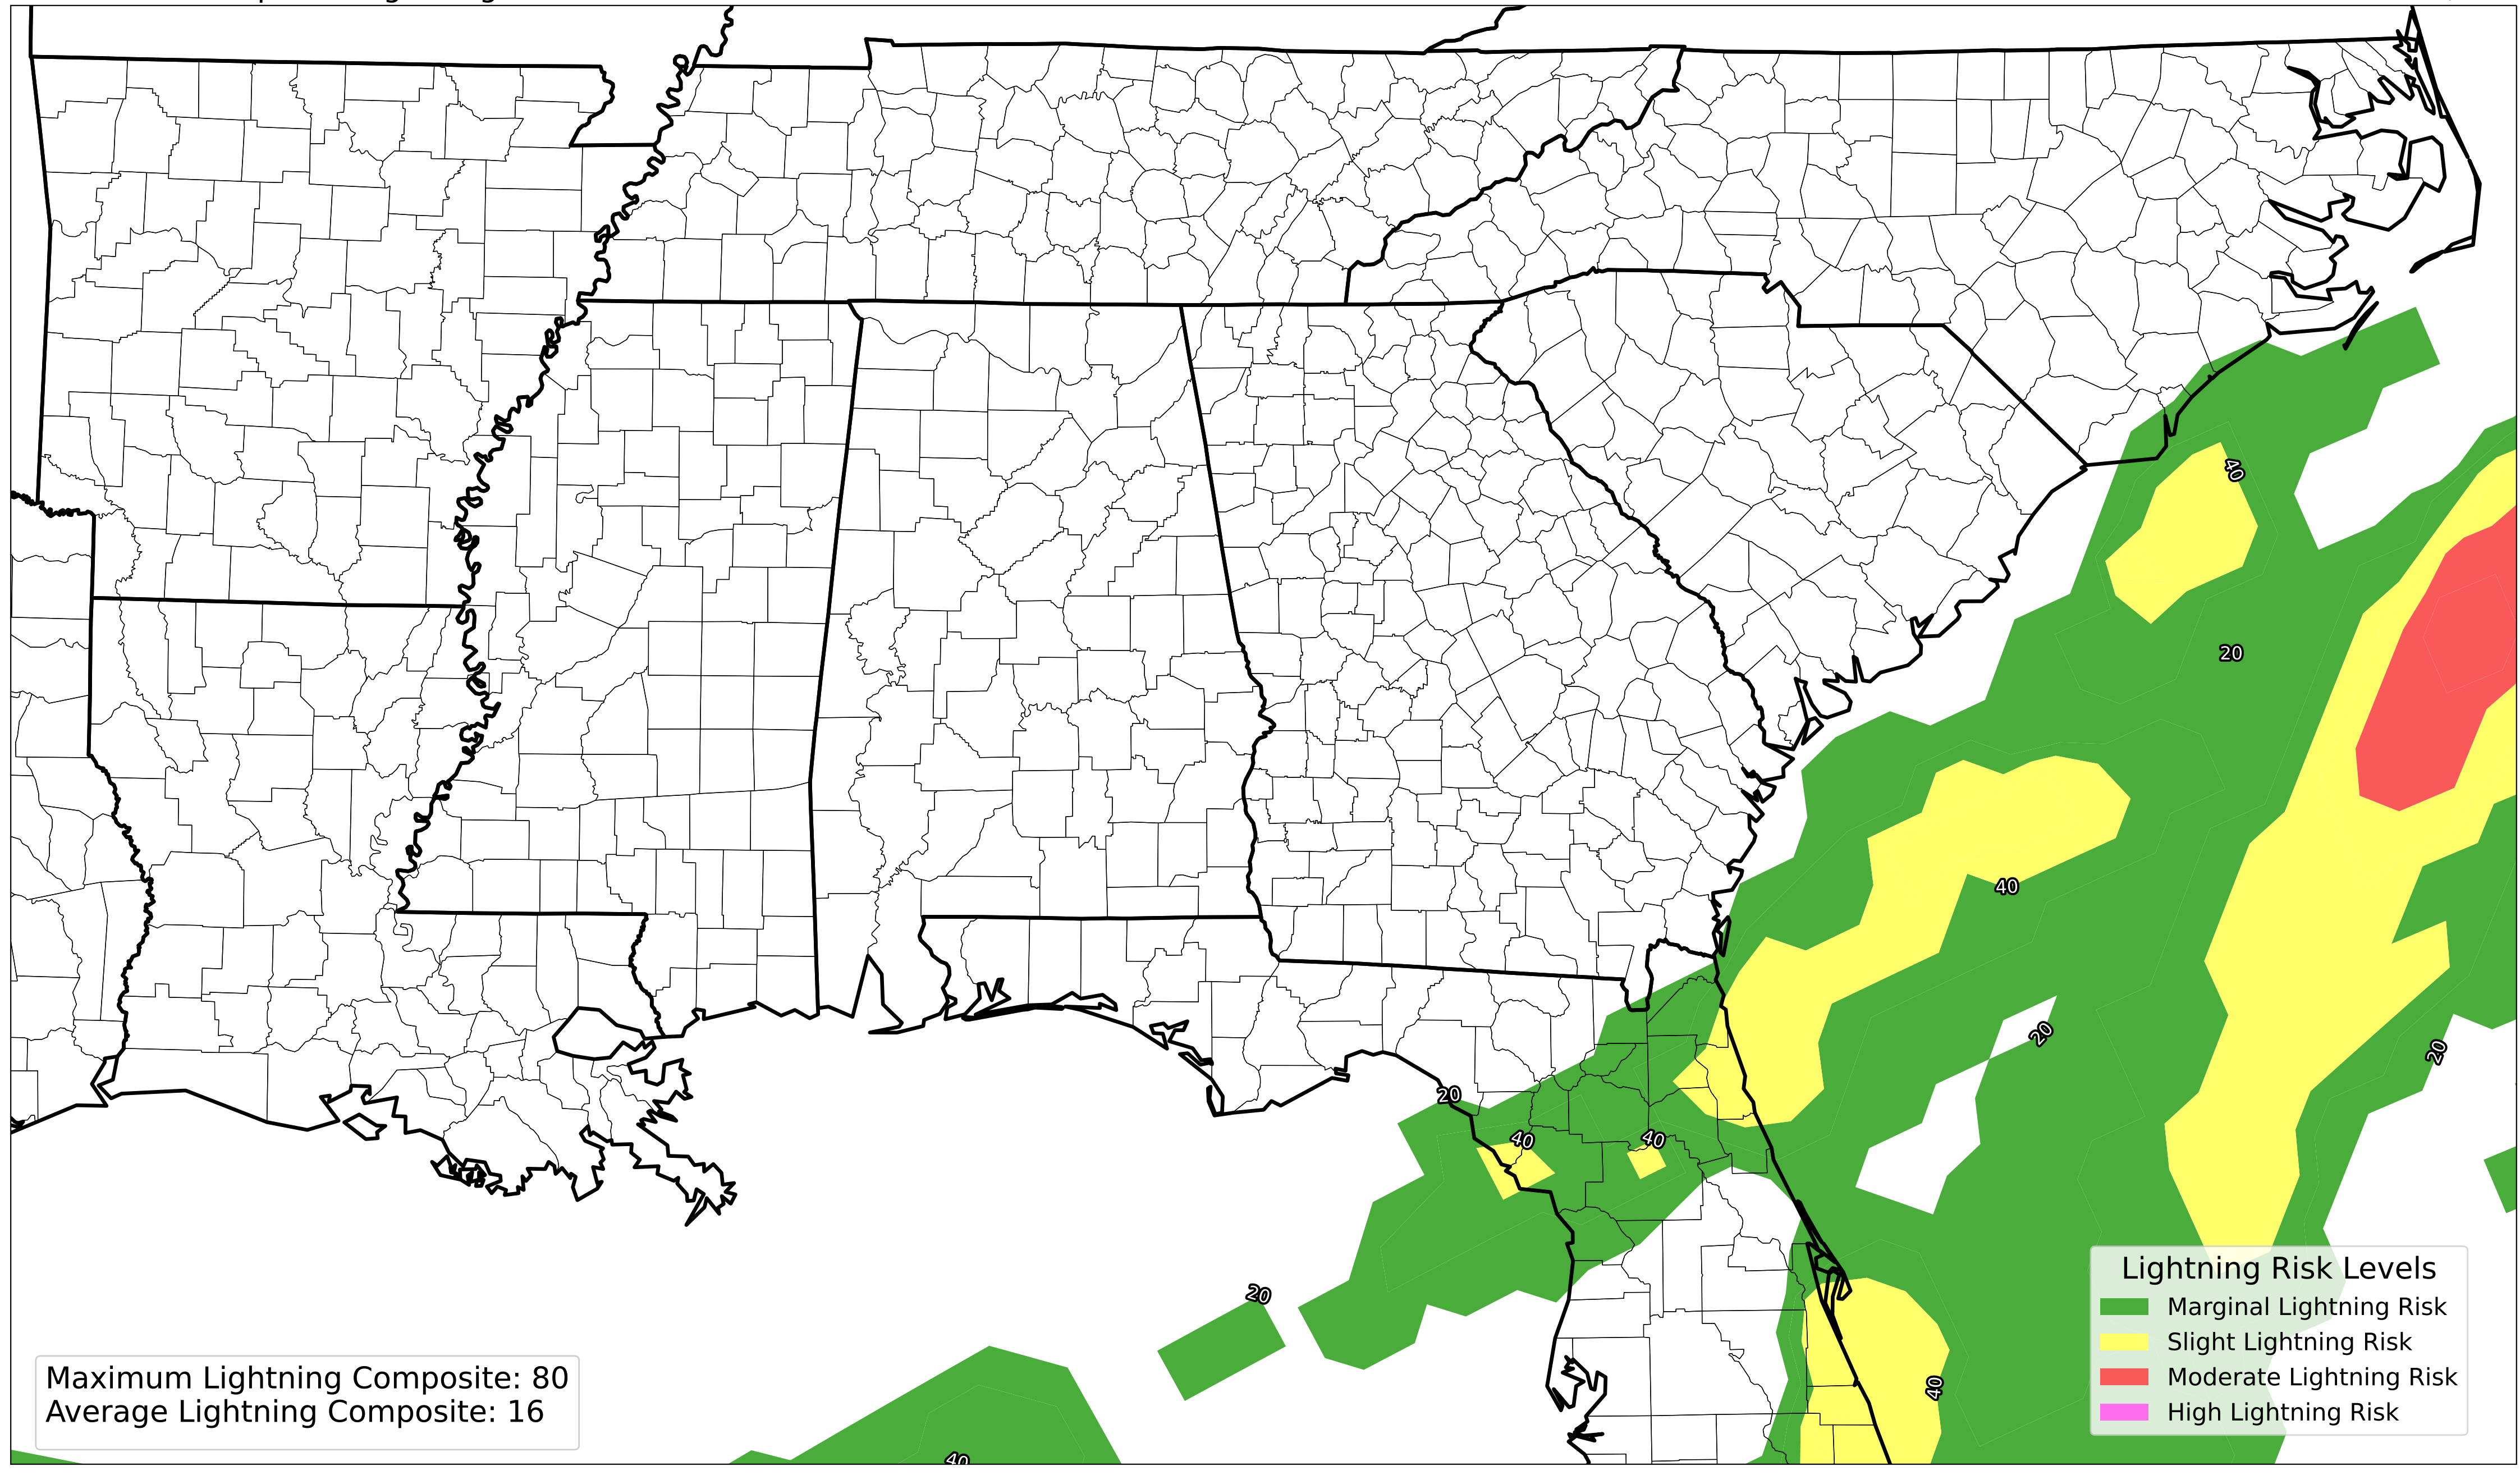 40
20
40
20
20
20
40
40
20
40
40
Lightning Risk Levels
Marginal Lightning Risk
Slight Lightning Risk
Moderate Lightning Risk
High Lightning Risk
Maximum Lightning Composite: 80
Average Lightning Composite: 16